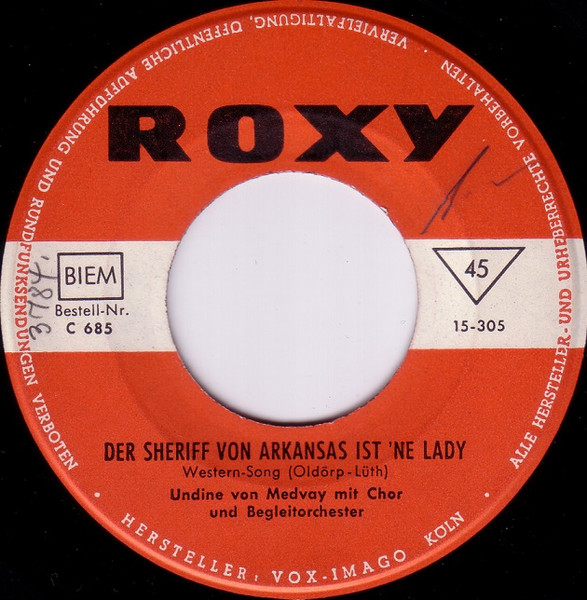 ALLE HERSTELLER- UND URHEBERRECHTE VORBEHALTEN
VERVIELFÄLTIGUNG, ÖFFENTLICHE AUFFÜHRUNG UND RUNDFUNKSENDUNGEN VERBOTEN
ROXY
BIEM
45
Bestell-Nr.
C 685
15-305
3784.
DER SHERIFF VON ARKANSAS IST 'NE LADY
Western-Song (Oldörp-Lüth)
Undine von Medvay mit Chor
und Begleitorchester
HERSTELLER: VOX-IMAGO KÖLN